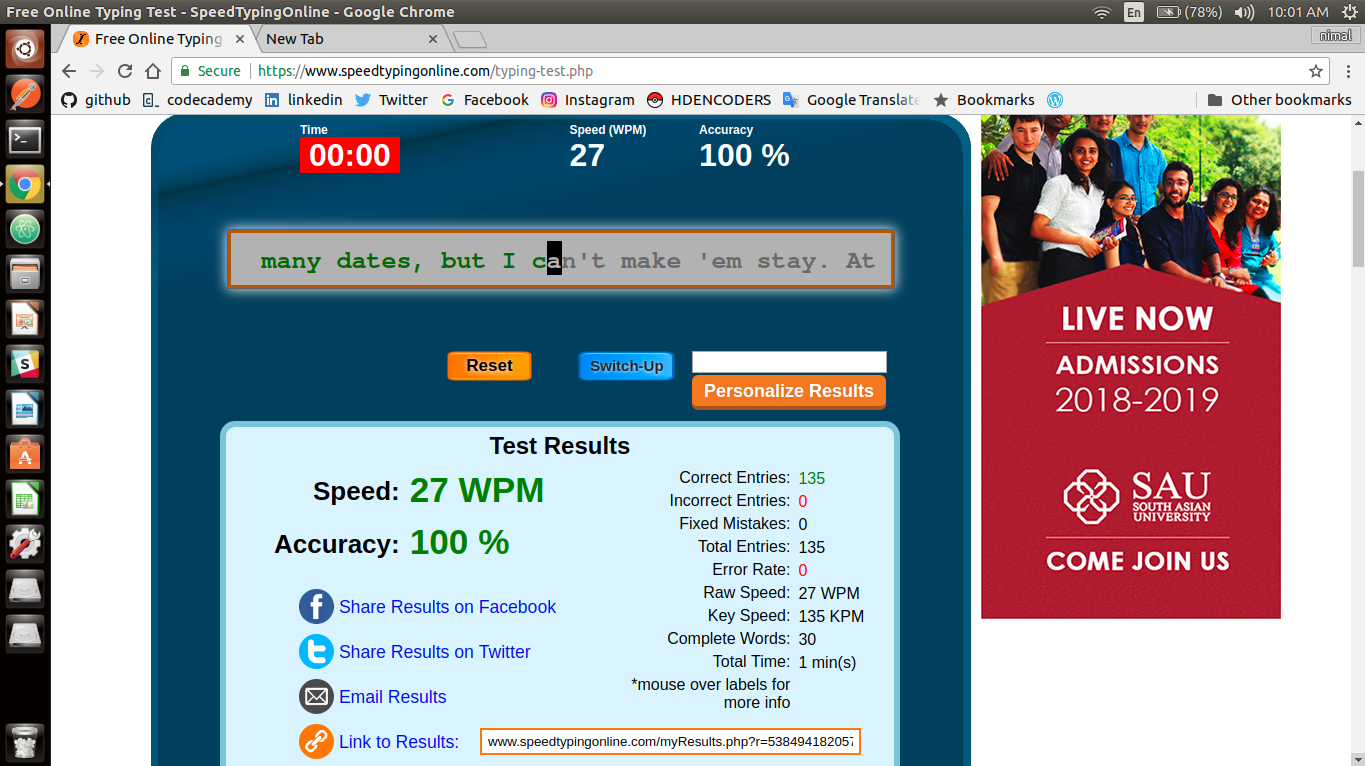 Free Online Typing Test - SpeedTypingOnline - Google Chrome
En (78%) 10:01 AM
Free Online Typing
New Tab
nimal
Secure https://www.speedtypingonline.com/typing-test.php
github codecademy linkedin Twitter Facebook Instagram HDENCODERS Google Translate Bookmarks Other bookmarks
Time Speed (WPM) Accuracy
00:00 27 100 %
many dates, but I can't make 'em stay. At
Reset Switch-Up
Personalize Results
Test Results
Speed: 27 WPM
Accuracy: 100 %
Share Results on Facebook
Share Results on Twitter
Email Results
Link to Results: www.speedtypingonline.com/myResults.php?r=538494182057
Correct Entries: 135
Incorrect Entries: 0
Fixed Mistakes: 0
Total Entries: 135
Error Rate: 0
Raw Speed: 27 WPM
Key Speed: 135 KPM
Complete Words: 30
Total Time: 1 min(s)
*mouse over labels for
more info
LIVE NOW
ADMISSIONS
2018-2019
SAU
SOUTH ASIAN
UNIVERSITY
COME JOIN US